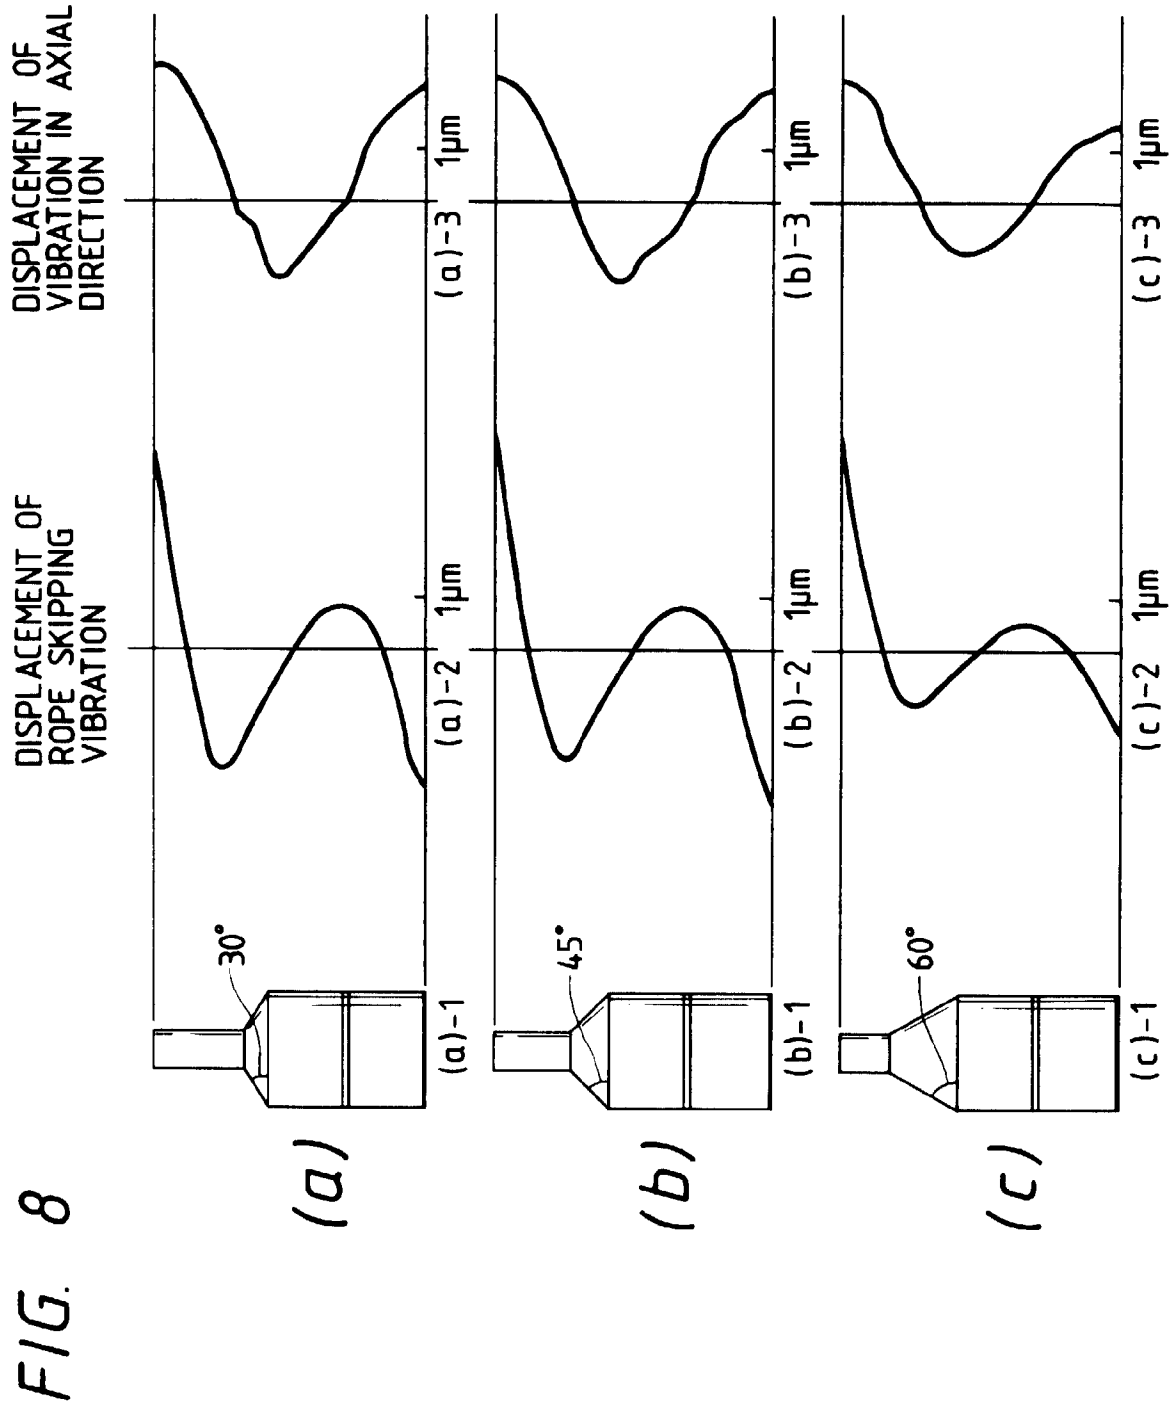 FIG. 8
DISPLACEMENT OF
ROPE SKIPPING
VIBRATION
DISPLACEMENT OF
VIBRATION IN AXIAL
DIRECTION
(a)
30°
(a)-1
(a)-2
1μm
(a)-3
1μm
(b)
45°
(b)-1
(b)-2
1μm
(b)-3
1μm
(c)
60°
(c)-1
(c)-2
1μm
(c)-3
1μm